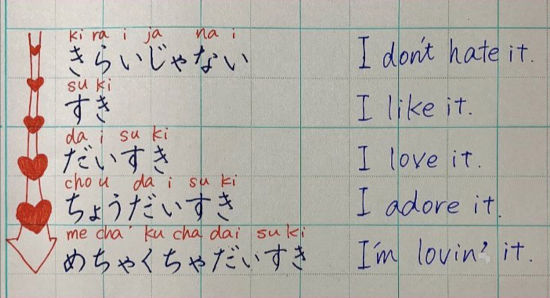 ki ra i ja na i
きらいじゃない I don't hate it.
su ki
すき I like it.
da i su ki
だいすき I love it.
cho u da i su ki
ちょうだいすき I adore it.
me cha ku cha dai su ki
めちゃくちゃだいすき I'm lovin' it.